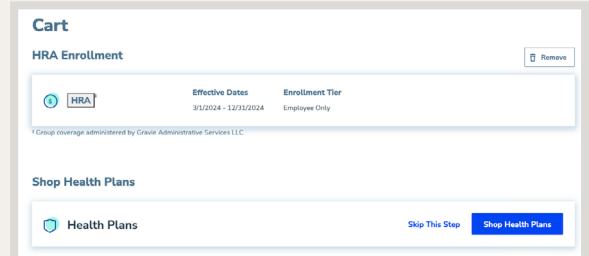 Cart
HRA Enrollment
Remove
Effective Dates Enrollment Tier
HRA
3/1/2024 - 12/31/2024 Employee Only
Group coverage administered by Gravie Administrative Services LLC
Shop Health Plans
Health Plans Skip This Step Shop Health Plans